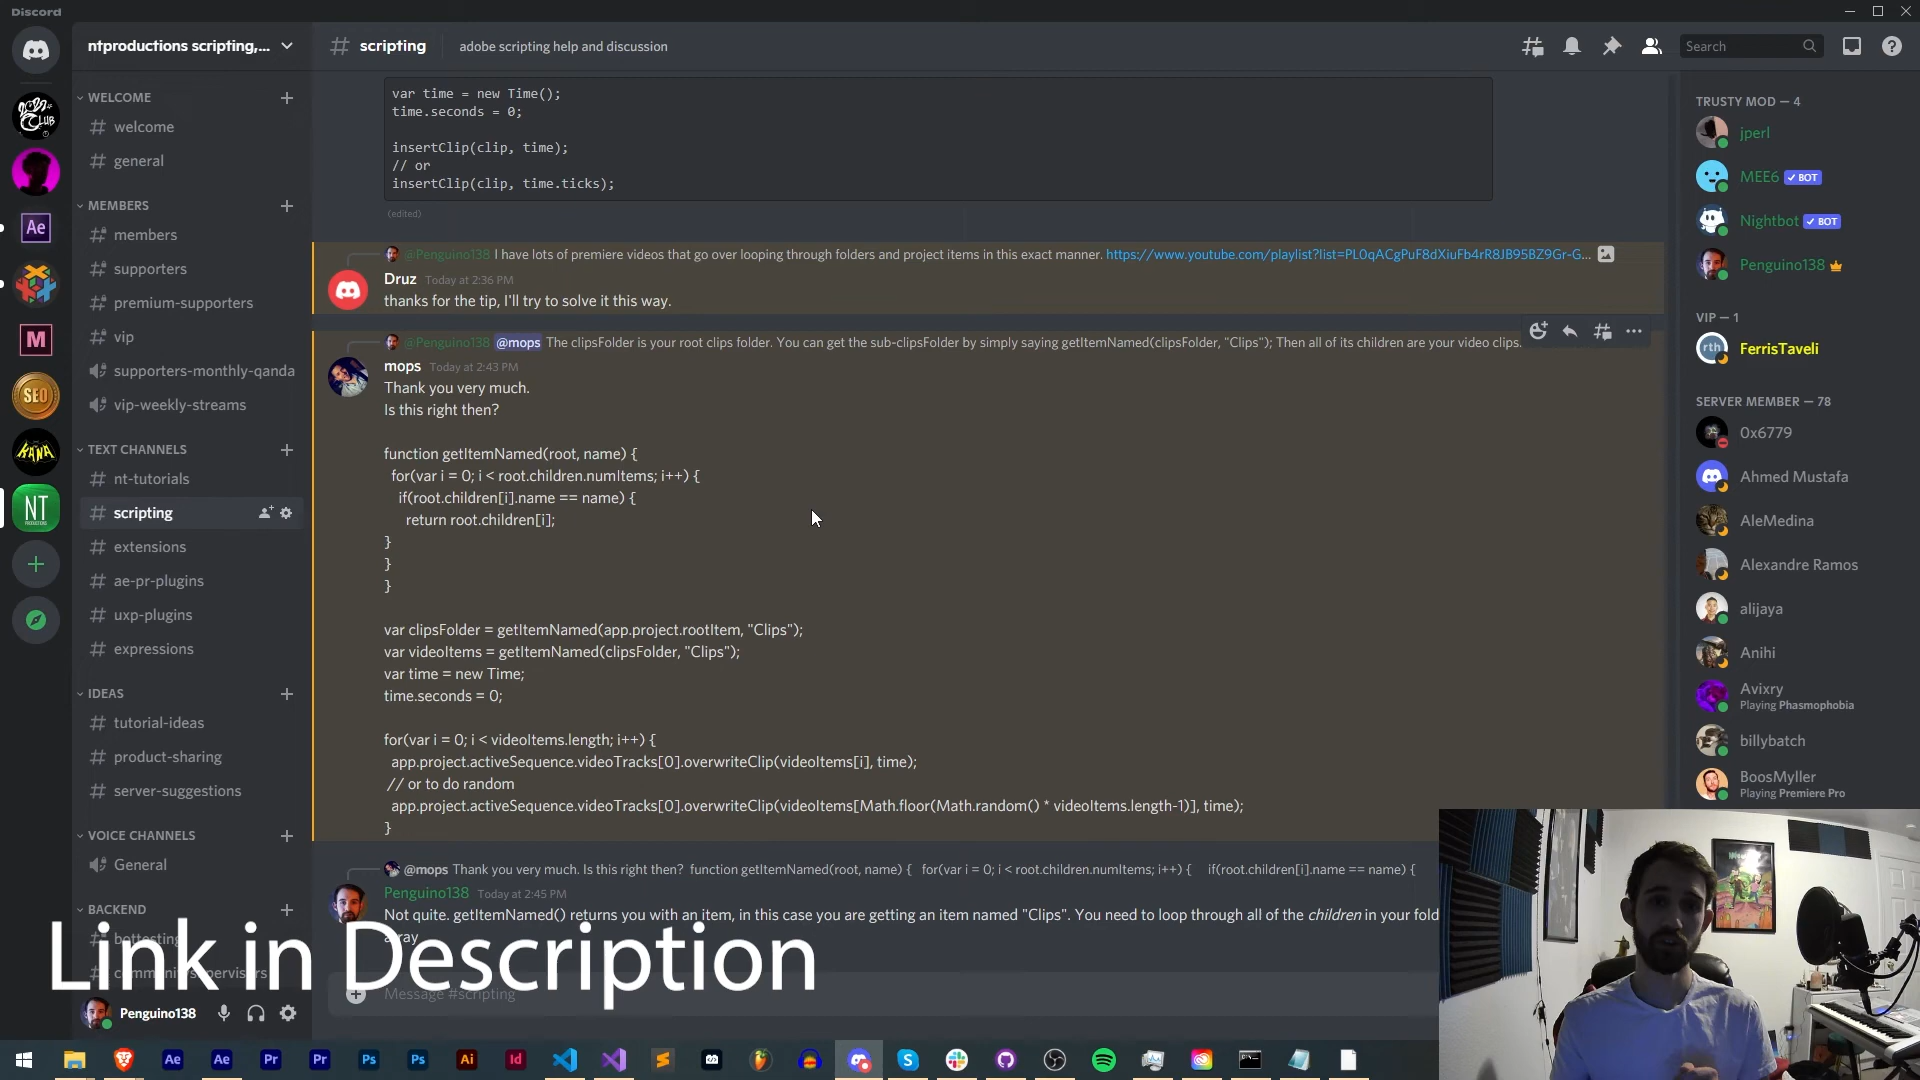 Discord
ntproductions scripting,...
scripting
adobe scripting help and discussion
Search
WELCOME
welcome
general
MEMBERS
members
supporters
premium-supporters
vip
supporters-monthly-qanda
vip-weekly-streams
TEXT CHANNELS
nt-tutorials
scripting
extensions
ae-pr-plugins
uxp-plugins
expressions
IDEAS
tutorial-ideas
product-sharing
server-suggestions
VOICE CHANNELS
General
BACKEND
bottesting
Penguino138
var time = new Time();
time.seconds = 0;
insertClip(clip, time);
// or
insertClip(clip, time.ticks);
(edited)
@Penguino138 I have lots of premiere videos that go over looping through folders and project items in this exact manner. https://www.youtube.com/playlist?list=PL0qACgPuF8dXiuFb4rR8JB95BZ9Gr-G...
Druz Today at 2:36 PM
thanks for the tip, I'll try to solve it this way.
@Penguino138 @mops The clipsFolder is your root clips folder. You can get the sub-clipsFolder by simply saying getItemNamed(clipsFolder, "Clips"); Then all of its children are your video clips.
mops Today at 2:43 PM
Thank you very much.
Is this right then?
function getItemNamed(root, name) {
for(var i = 0; i < root.children.numItems; i++) {
if(root.children[i].name == name) {
return root.children[i];
}
}
}
var clipsFolder = getItemNamed(app.project.rootItem, "Clips");
var videoItems = getItemNamed(clipsFolder, "Clips");
var time = new Time;
time.seconds = 0;
for(var i = 0; i < videoItems.length; i++) {
app.project.activeSequence.videoTracks[0].overwriteClip(videoItems[i], time);
// or to do random
app.project.activeSequence.videoTracks[0].overwriteClip(videoItems[Math.floor(Math.random() * videoItems.length-1)], time);
}
@mops Thank you very much. Is this right then? function getItemNamed(root, name) { for(var i = 0; i < root.children.numItems; i++) { if(root.children[i].name == name) {
Penguino138 Today at 2:45 PM
Not quite. getItemNamed() returns you with an item, in this case you are getting an item named "Clips". You need to loop through all of the children in your fold
array
Message #scripting
Link in Description
TRUSTY MOD — 4
jperl
MEE6 BOT
Nightbot BOT
Penguino138
VIP — 1
rth
FerrisTaveli
SERVER MEMBER — 78
0x6779
Ahmed Mustafa
AleMedina
Alexandre Ramos
alijaya
Anihi
Avixry
Playing Phasmophobia
billybatch
BoosMyller
Playing Premiere Pro
CLUB
Ae
M
SEO
KANA
NT
Ae
Ae
Pr
Pr
Ps
Ps
Ai
Id